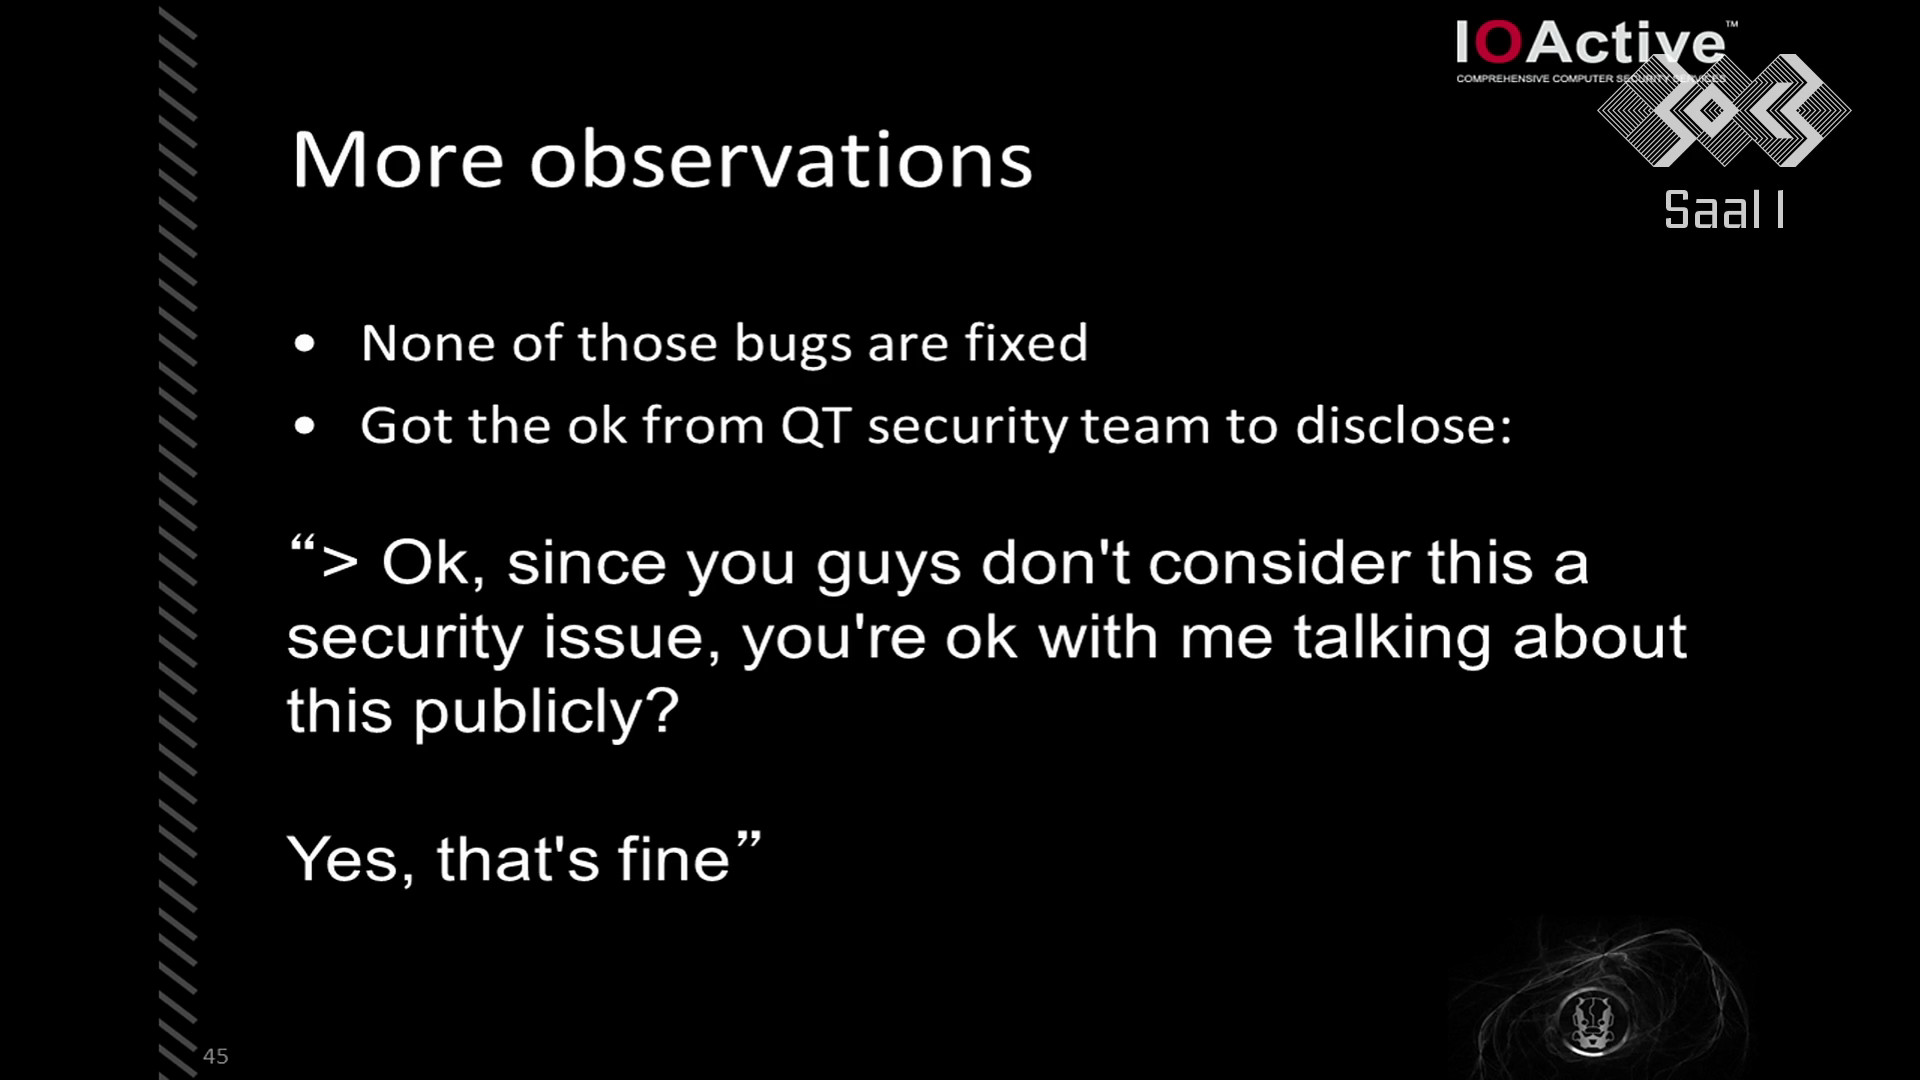 IOActive™
COMPREHENSIVE COMPUTER SECURITY SERVICES
Saal 1
More observations
• None of those bugs are fixed
• Got the ok from QT security team to disclose:
“> Ok, since you guys don't consider this a
security issue, you're ok with me talking about
this publicly?
Yes, that's fine”
45